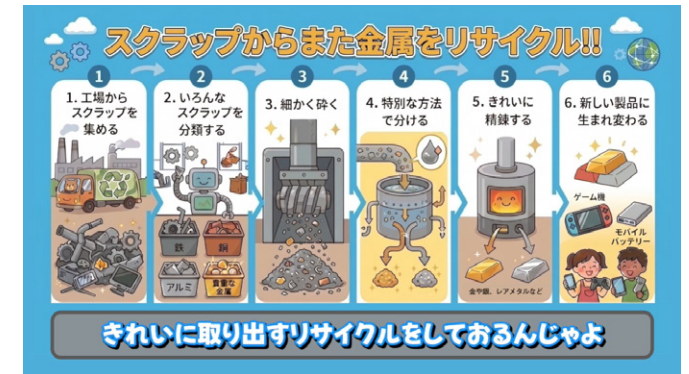 スクラップからまた金属をリサイクル!!
1
2
3
4
5
6
1. 工場から
スクラップを
集める
2. いろんな
スクラップを
分類する
3. 細かく砕く
4. 特別な方法
で分ける
5. きれいに
精錬する
6. 新しい製品に
生まれ変わる
鉄
銅
アルミ
貴重な
金属
金や銀、レアメタルなど
ゲーム機
モバイル
バッテリー
きれいに取り出すリサイクルをしておるんじゃよ